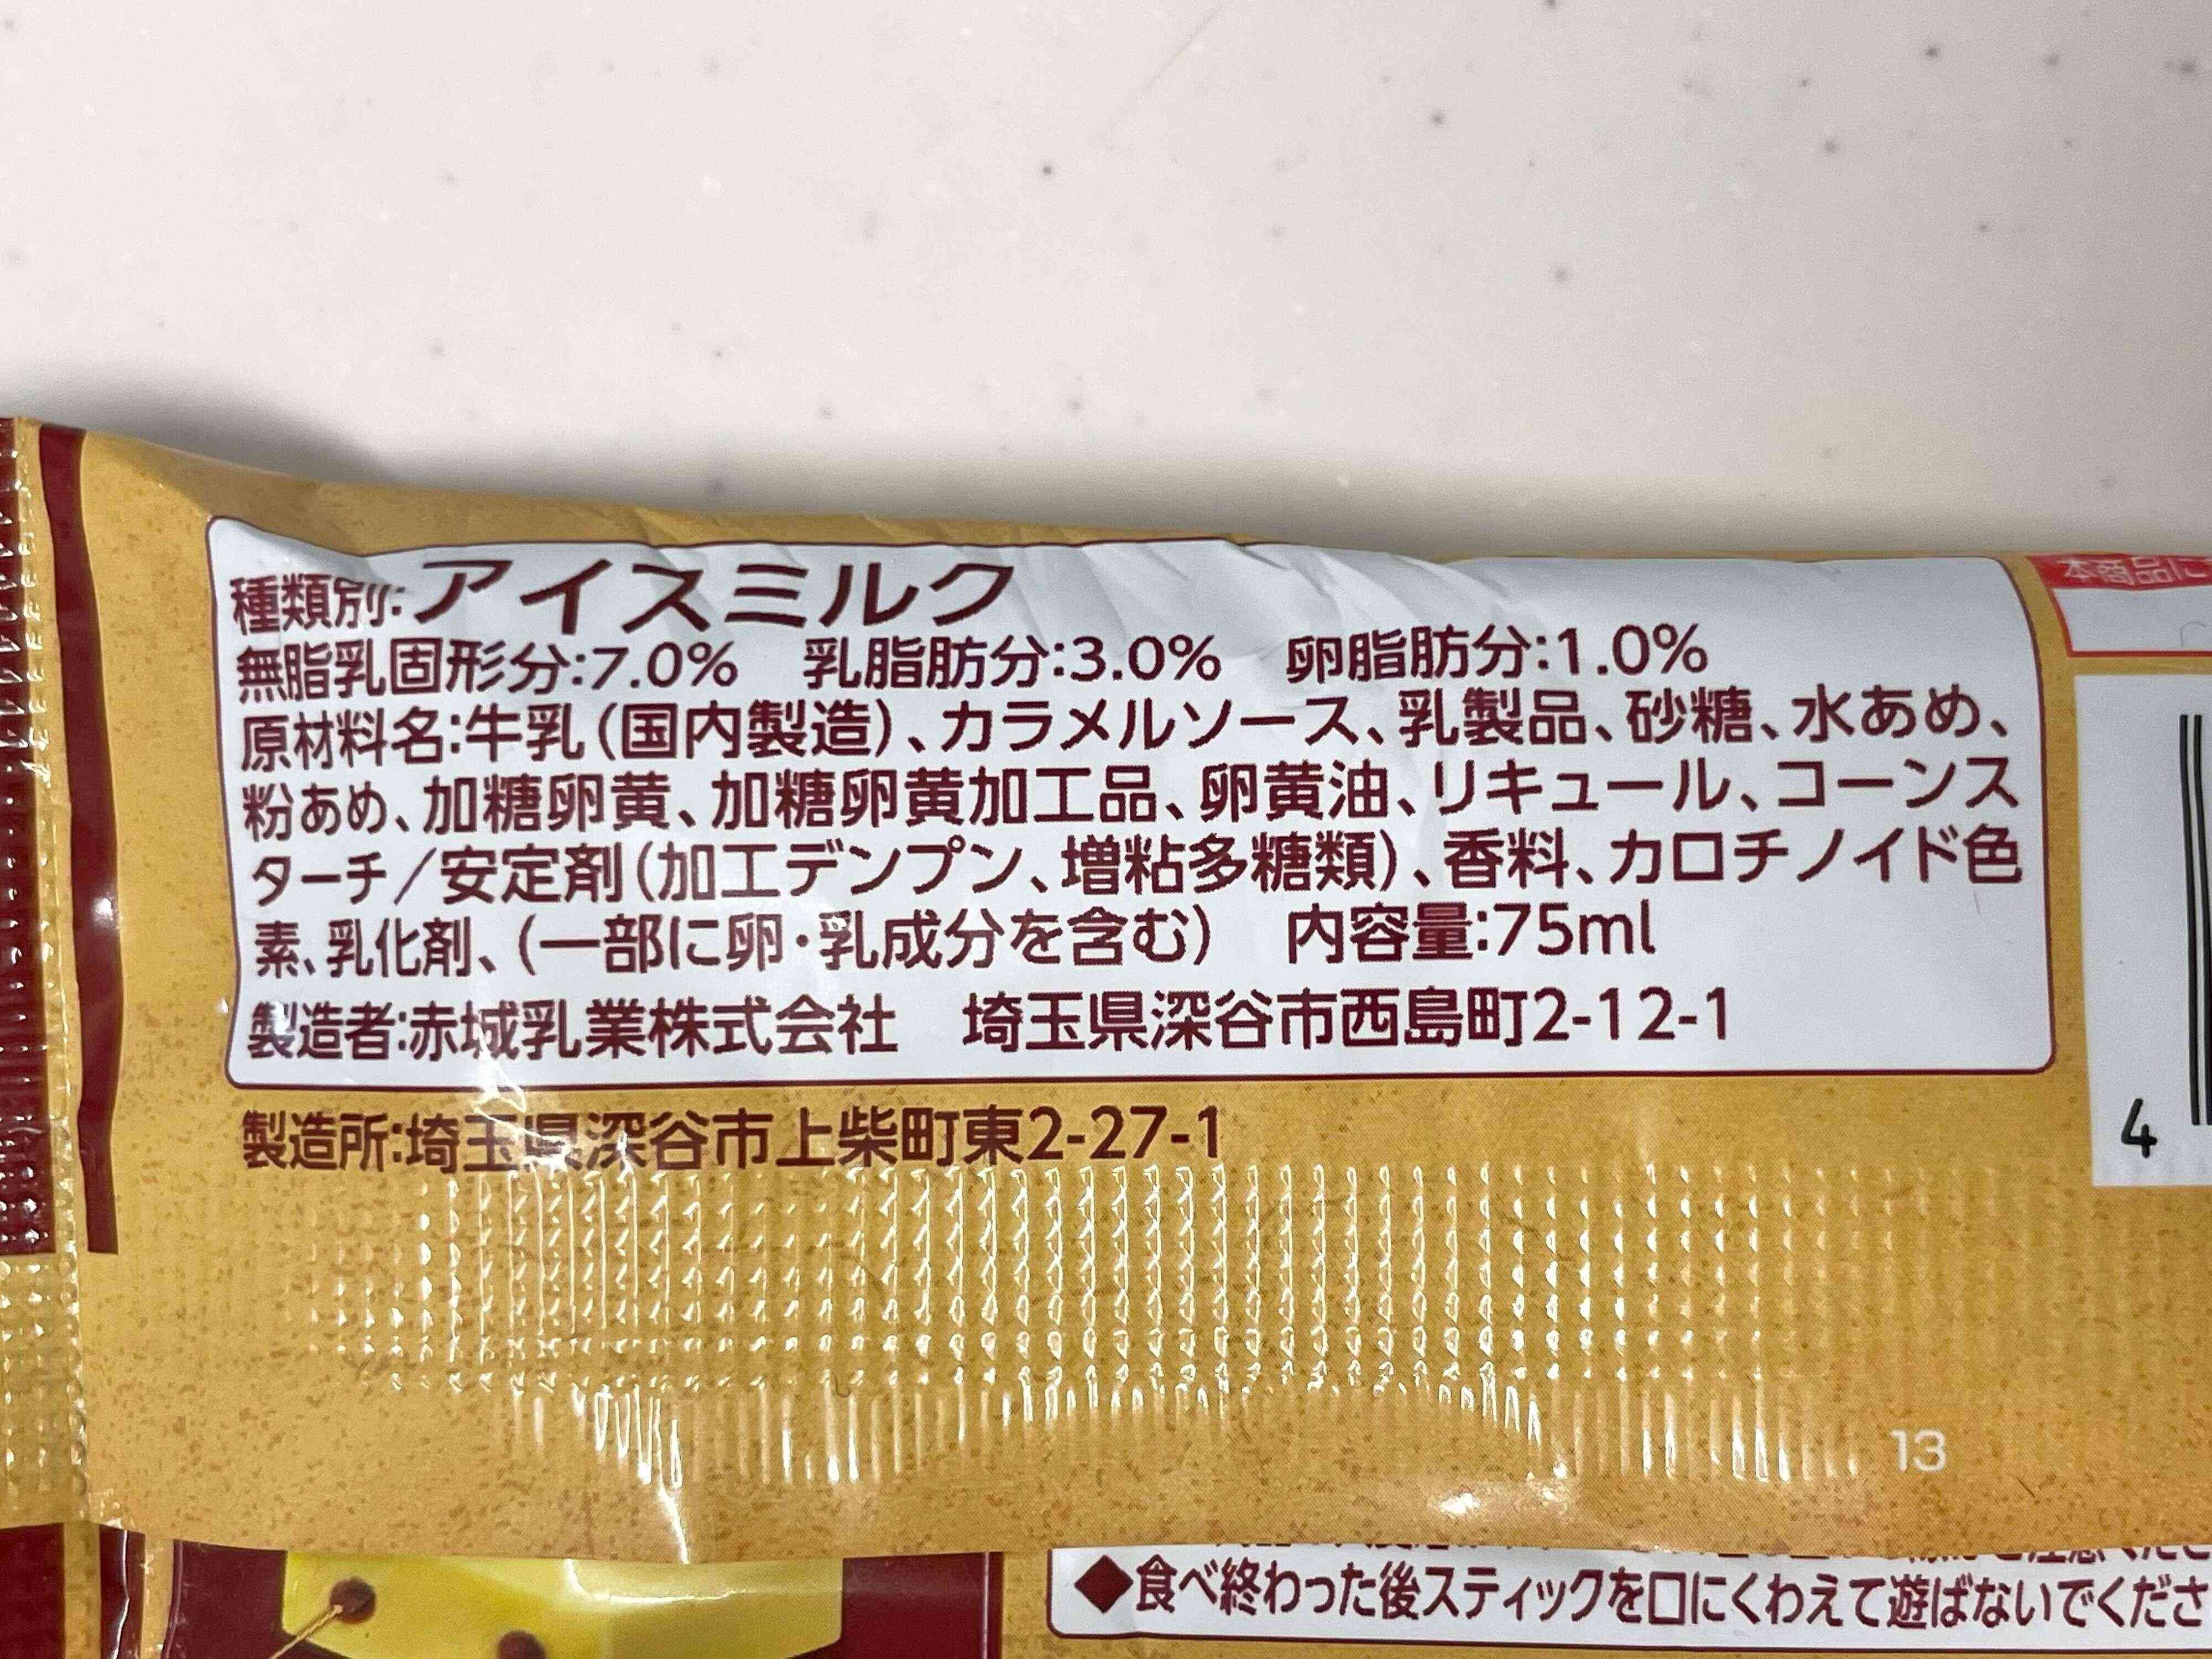 種類別:アイスミルク
無脂乳固形分:7.0%　乳脂肪分:3.0%　卵脂肪分:1.0%
原材料名:牛乳(国内製造)、カラメルソース、乳製品、砂糖、水あめ、
粉あめ、加糖卵黄、加糖卵黄加工品、卵黄油、リキュール、コーンス
ターチ/安定剤(加工デンプン、増粘多糖類)、香料、カロチノイド色
素、乳化剤、(一部に卵・乳成分を含む)　内容量:75ml
製造者:赤城乳業株式会社　埼玉県深谷市西島町2-12-1
製造所:埼玉県深谷市上柴町東2-27-1
本商品に
4
13
◆食べ終わった後スティックを口にくわえて遊ばないでくださ